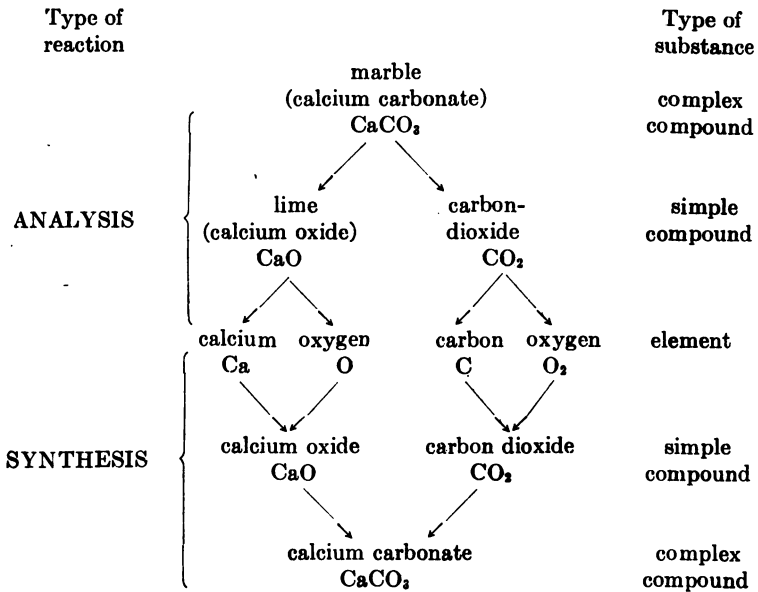 Type of reaction
Type of substance
marble
(calcium carbonate)
CaCO₃
complex compound
ANALYSIS
lime
(calcium oxide)
CaO
carbon-
dioxide
CO₂
simple compound
calcium
Ca
oxygen
O
carbon
C
oxygen
O₂
element
SYNTHESIS
calcium oxide
CaO
carbon dioxide
CO₂
simple compound
calcium carbonate
CaCO₃
complex compound